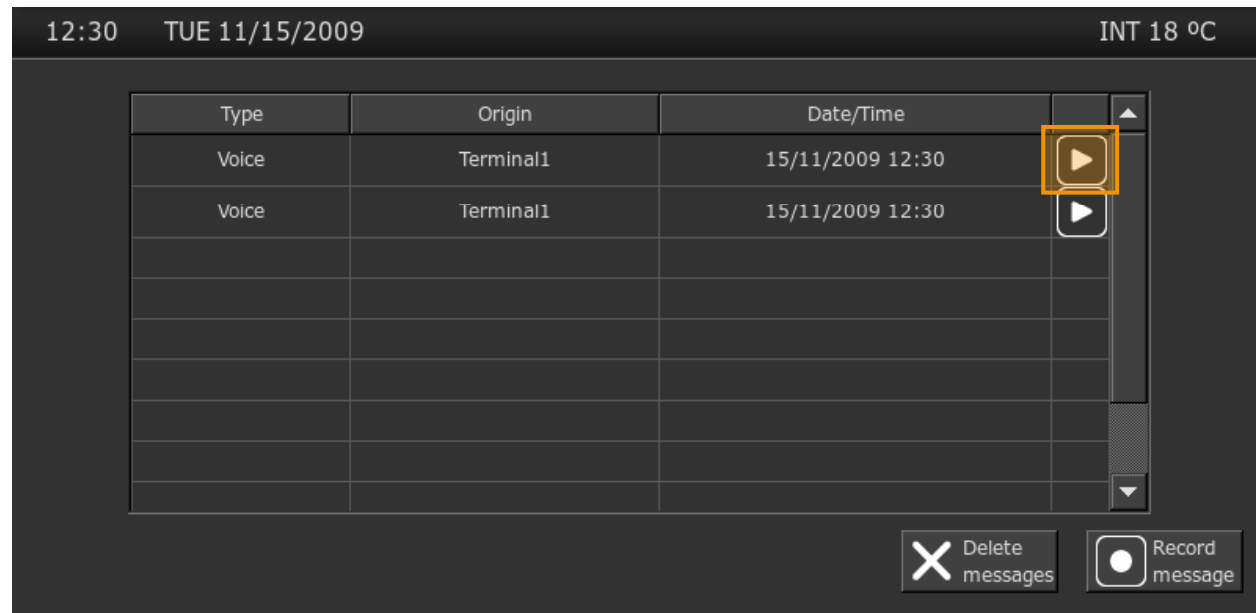 12:30 TUE 11/15/2009 INT 18 ºC
Type Origin Date/Time
Voice Terminal1 15/11/2009 12:30
Voice Terminal1 15/11/2009 12:30
Delete
messages
Record
message